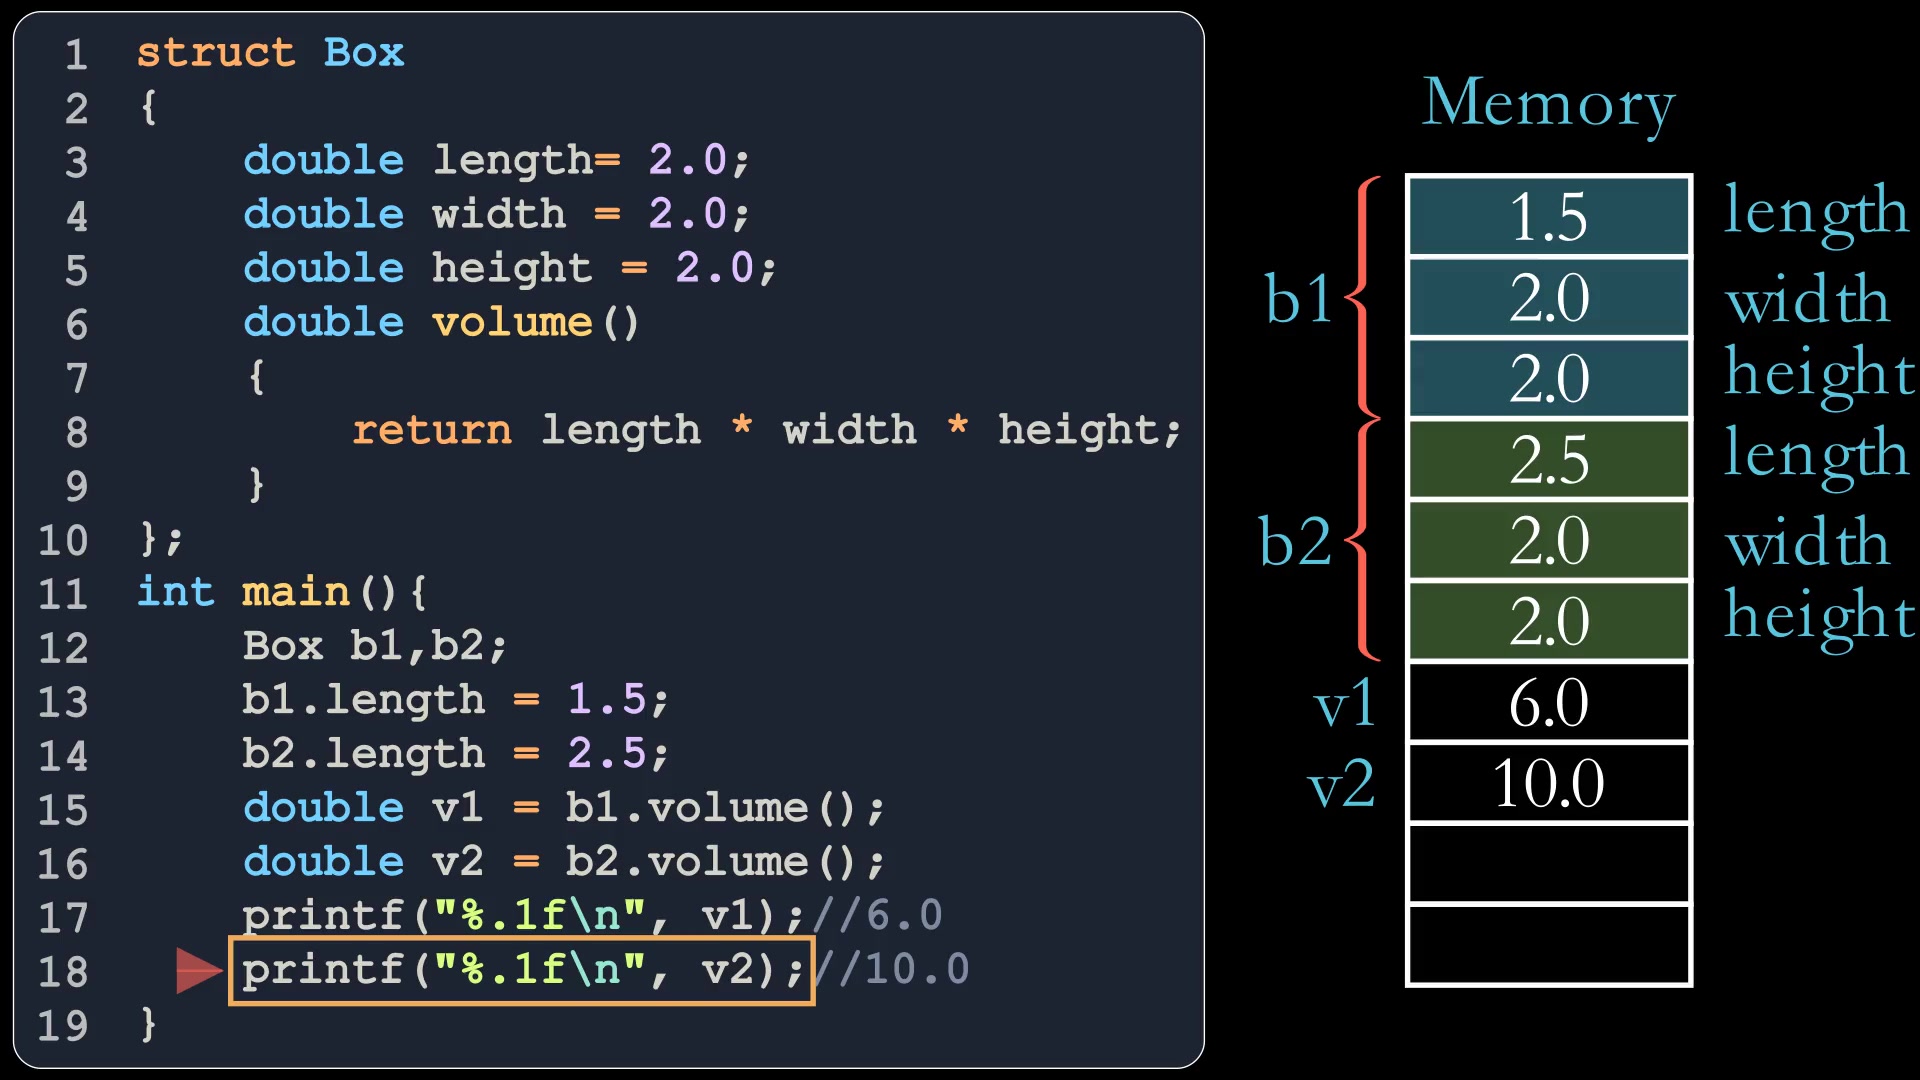 1 struct Box
2 {
3 double length= 2.0;
4 double width = 2.0;
5 double height = 2.0;
6 double volume()
7 {
8 return length * width * height;
9 }
10 };
11 int main(){
12 Box b1,b2;
13 b1.length = 1.5;
14 b2.length = 2.5;
15 double v1 = b1.volume();
16 double v2 = b2.volume();
17 printf("%.1f\n", v1);//6.0
18 printf("%.1f\n", v2);//10.0
19 }
Memory
1.5 length
b1 2.0 width
2.0 height
2.5 length
b2 2.0 width
2.0 height
v1 6.0
v2 10.0